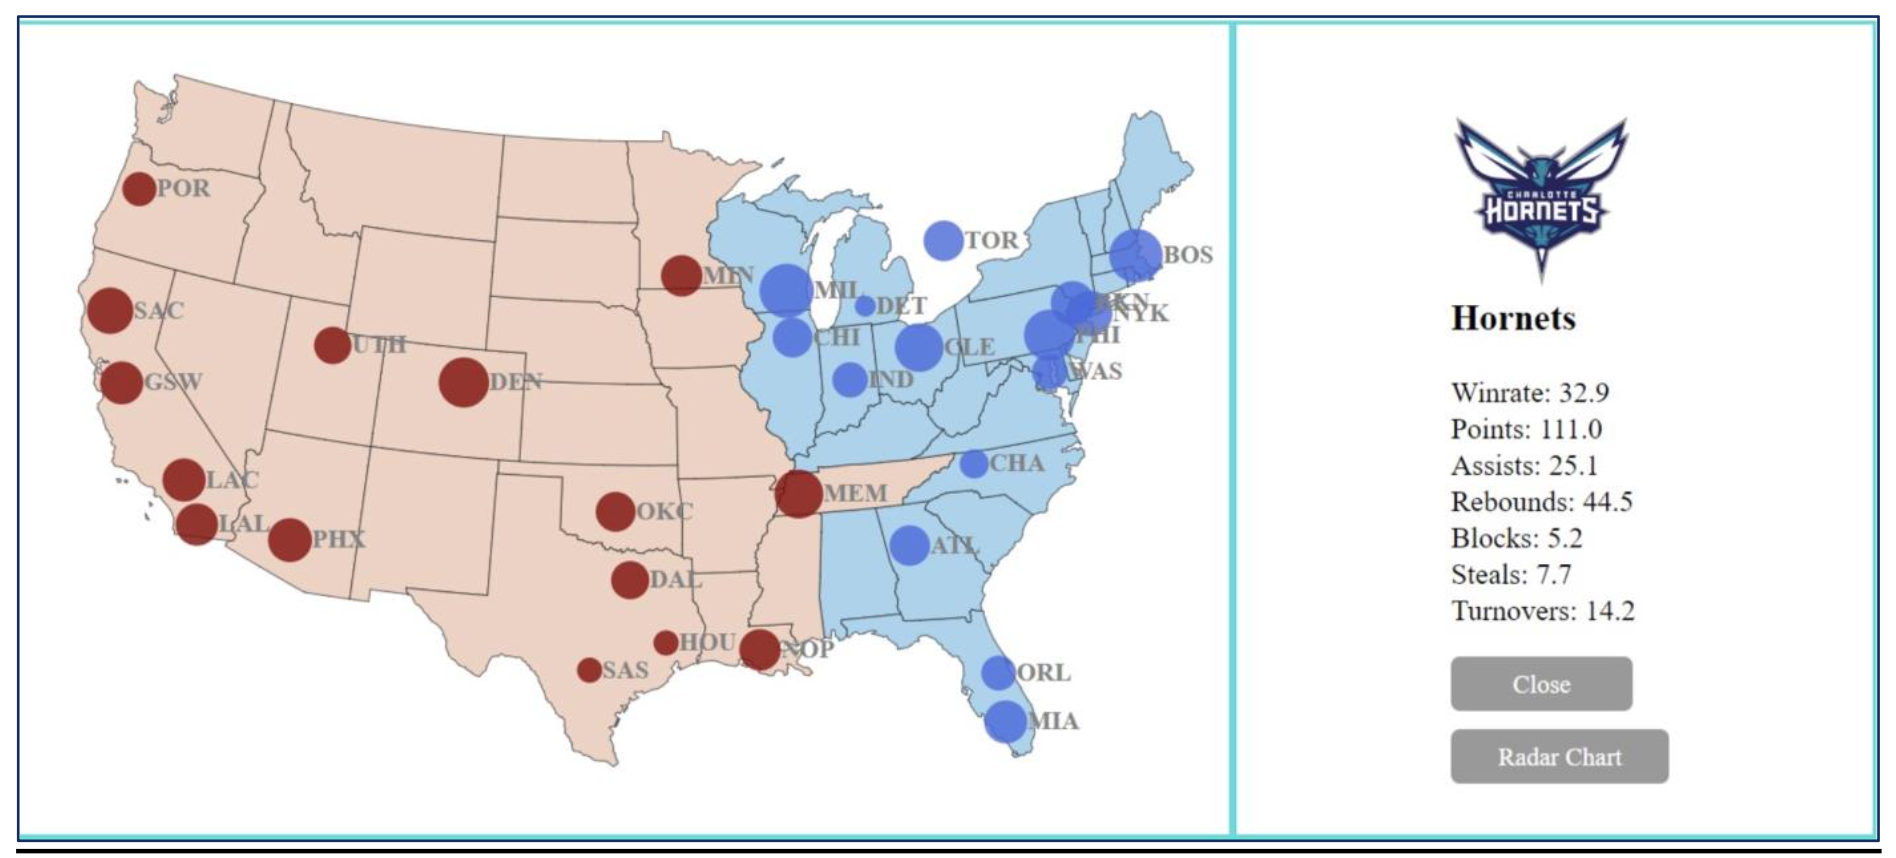 POR
TOR
BOS
MIN
MIL
DET
BKN
NYK
SAC
CHI
PHI
UTH
CLE
WAS
GSW
DEN
IND
CHA
LAC
MEM
OKC
LAL
PHX
ATL
DAL
HOU
NOP
SAS
ORL
MIA
CHARLOTTE
HORNETS
Hornets
Winrate: 32.9
Points: 111.0
Assists: 25.1
Rebounds: 44.5
Blocks: 5.2
Steals: 7.7
Turnovers: 14.2
Close
Radar Chart